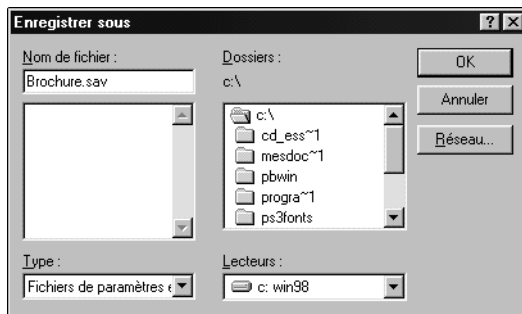 Enregistrer sous
Nom de fichier :
Brochure.sav
Dossiers :
c:\
c:\
cd_ess~1
mesdoc~1
pbwin
progra~1
ps3fonts
OK
Annuler
Réseau...
Type :
Fichiers de paramètres
Lecteurs :
c: win98